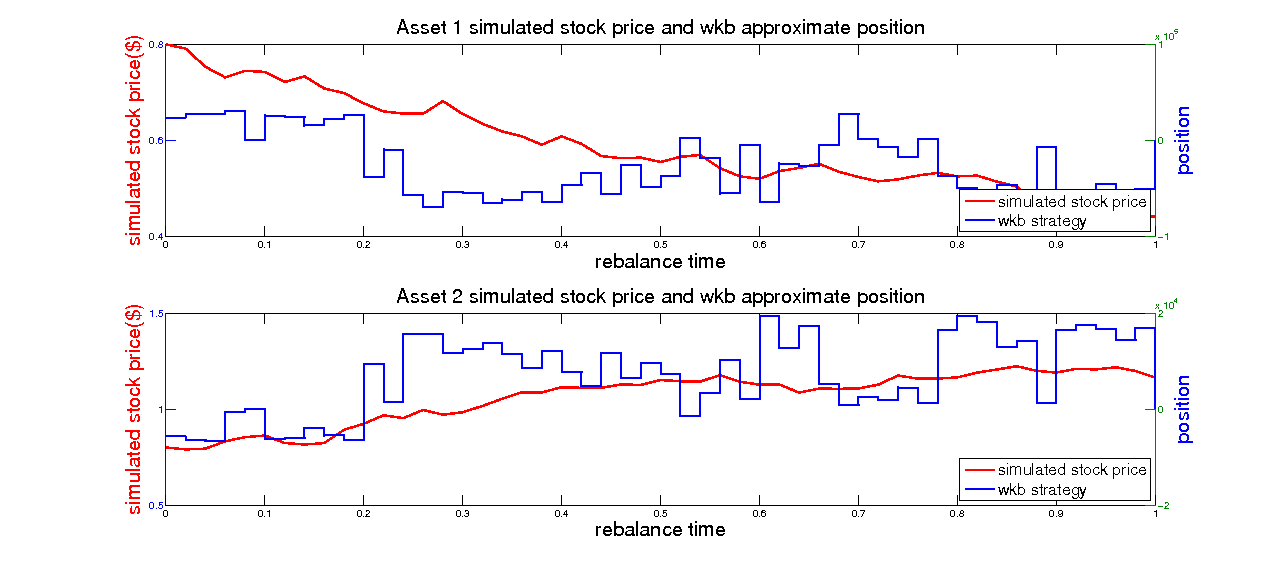 Asset 1 simulated stock price and wkb approximate position
x 10^5
simulated stock price($)
0.8
0.6
0.4
1
0
-1
position
0 0.1 0.2 0.3 0.4 0.5 0.6 0.7 0.8 0.9 1
rebalance time
simulated stock price
wkb strategy
Asset 2 simulated stock price and wkb approximate position
x 10^4
simulated stock price($)
1.5
1
0.5
2
0
-2
position
0 0.1 0.2 0.3 0.4 0.5 0.6 0.7 0.8 0.9 1
rebalance time
simulated stock price
wkb strategy